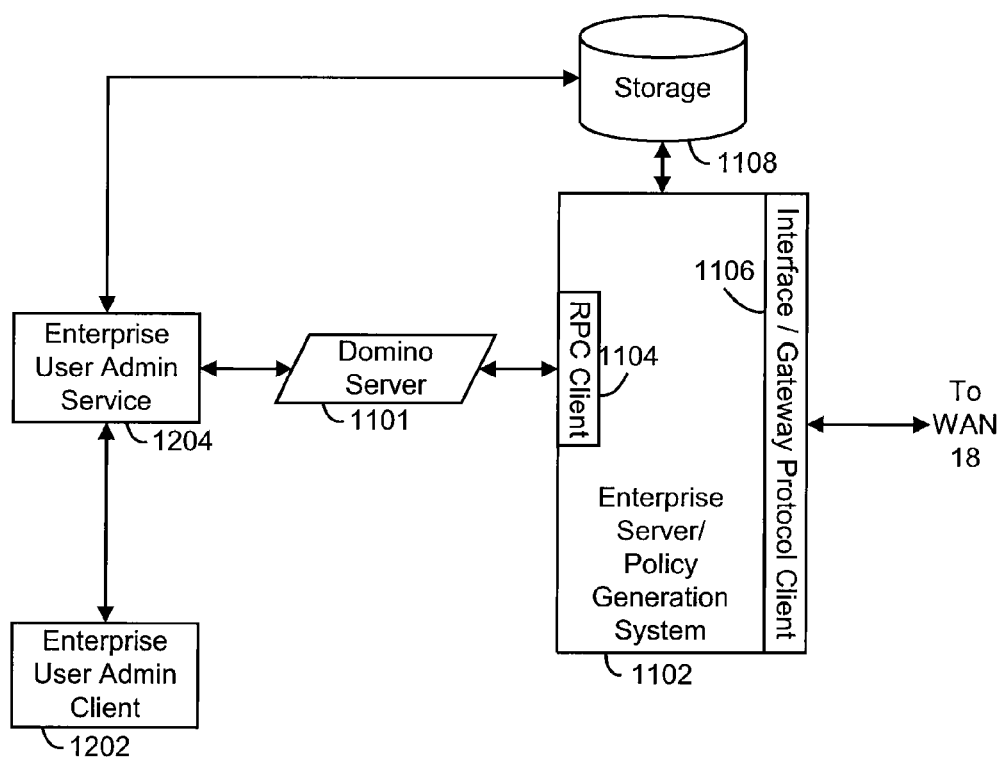 Storage
1108
Interface / Gateway Protocol Client
1106
RPC Client
1104
Enterprise
User Admin
Service
1204
Domino
Server
1101
To
WAN
18
Enterprise
Server/
Policy
Generation
System
1102
Enterprise
User Admin
Client
1202